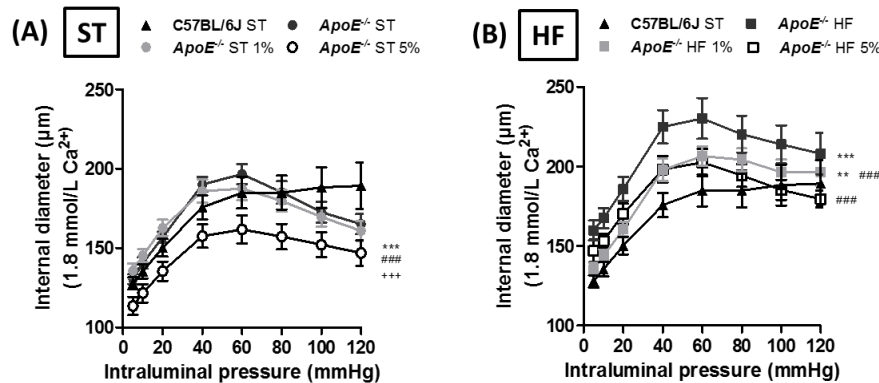 (A) ST
C57BL/6J ST ApoE-/- ST
ApoE-/- ST 1% ApoE-/- ST 5%
250
200
150
100
Internal diameter (µm)
(1.8 mmol/L Ca2+)
0 20 40 60 80 100 120
Intraluminal pressure (mmHg)
***
###
+++
(B) HF
C57BL/6J ST ApoE-/- HF
ApoE-/- HF 1% ApoE-/- HF 5%
250
200
150
100
Internal diameter (µm)
(1.8 mmol/L Ca2+)
0 20 40 60 80 100 120
Intraluminal pressure (mmHg)
***
** ###
###